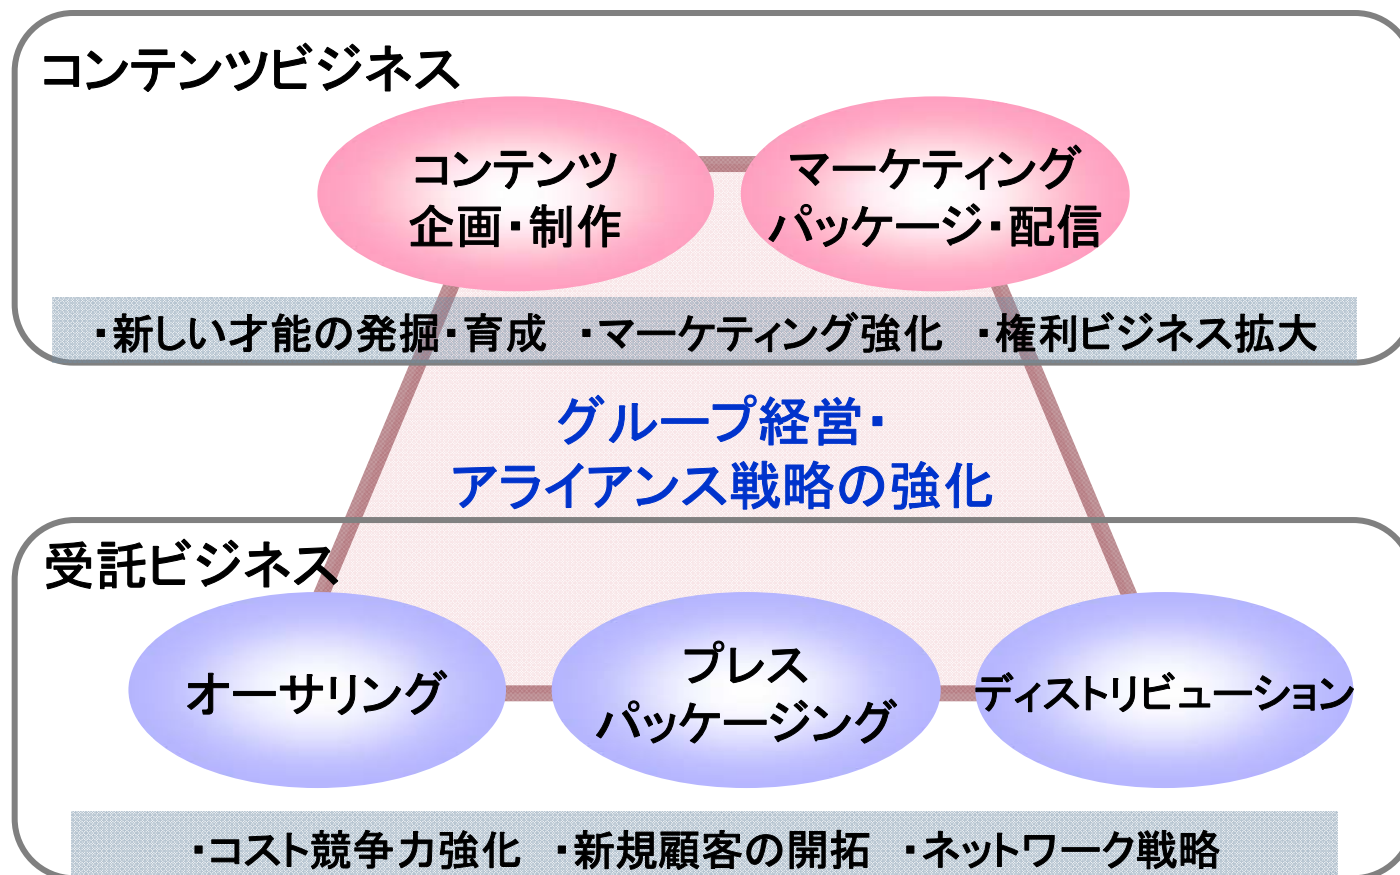 コンテンツビジネス
コンテンツ
企画・制作
マーケティング
パッケージ・配信
・新しい才能の発掘・育成 ・マーケティング強化 ・権利ビジネス拡大
グループ経営・
アライアンス戦略の強化
受託ビジネス
オーサリング
プレス
パッケージング
ディストリビューション
・コスト競争力強化 ・新規顧客の開拓 ・ネットワーク戦略